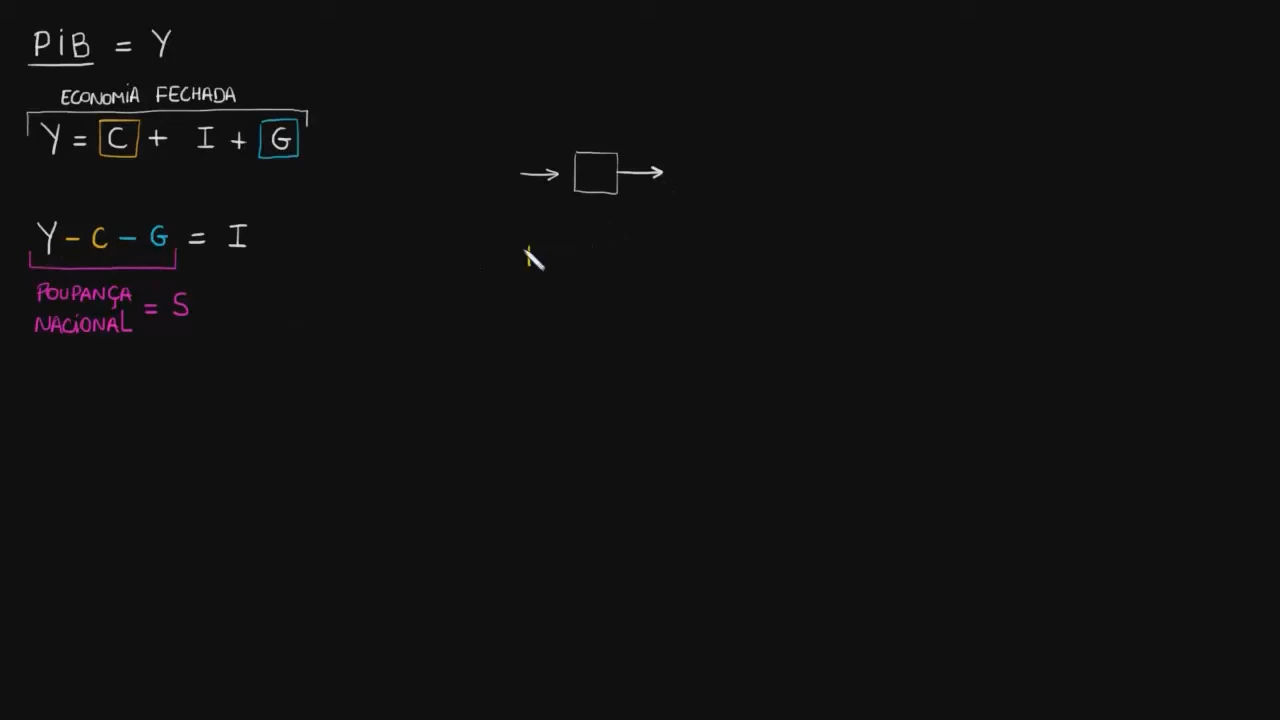 PiB = Y
ECONOMiA FECHADA
Y = C + I + G
Y - C - G = I
POUPANÇA
NACiONAL = S